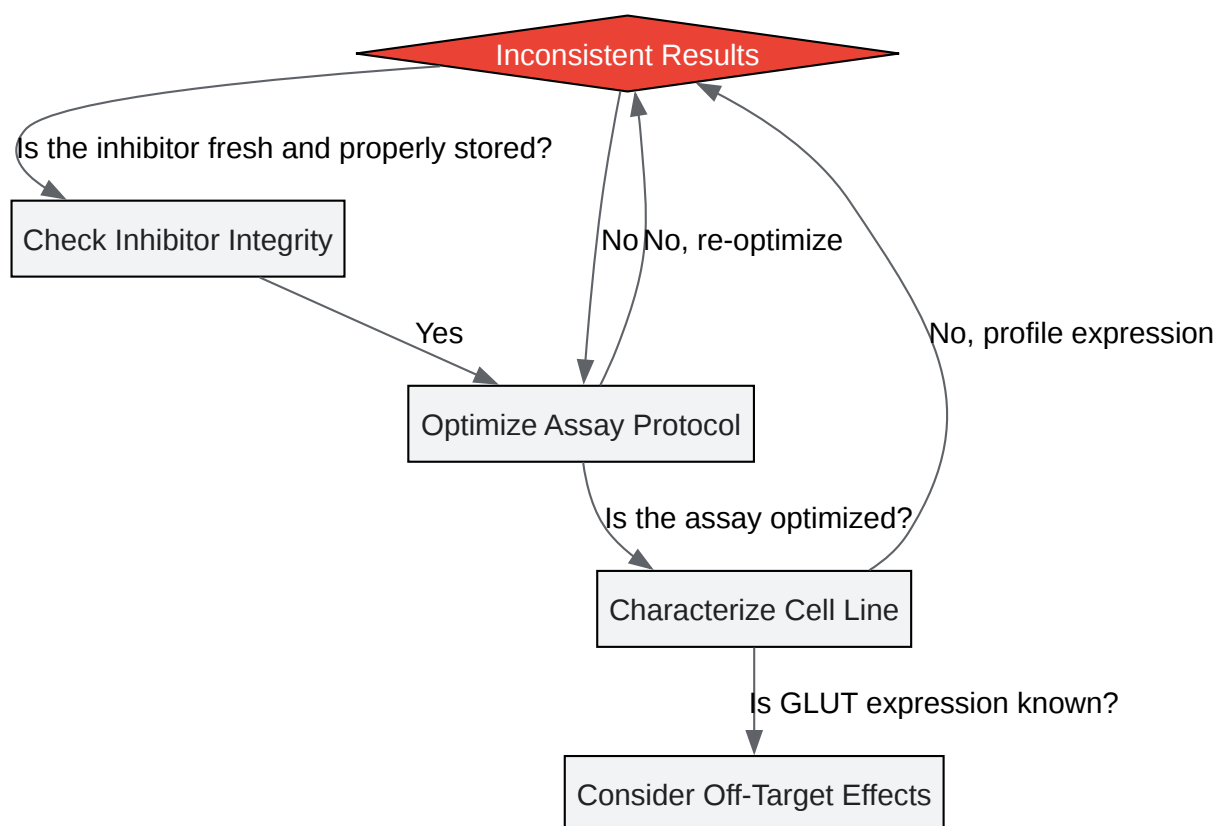 Inconsistent Results
Is the inhibitor fresh and properly stored?
Check Inhibitor Integrity
No
No, re-optimize
Yes
No, profile expression
Optimize Assay Protocol
Is the assay optimized?
Characterize Cell Line
Is GLUT expression known?
Consider Off-Target Effects